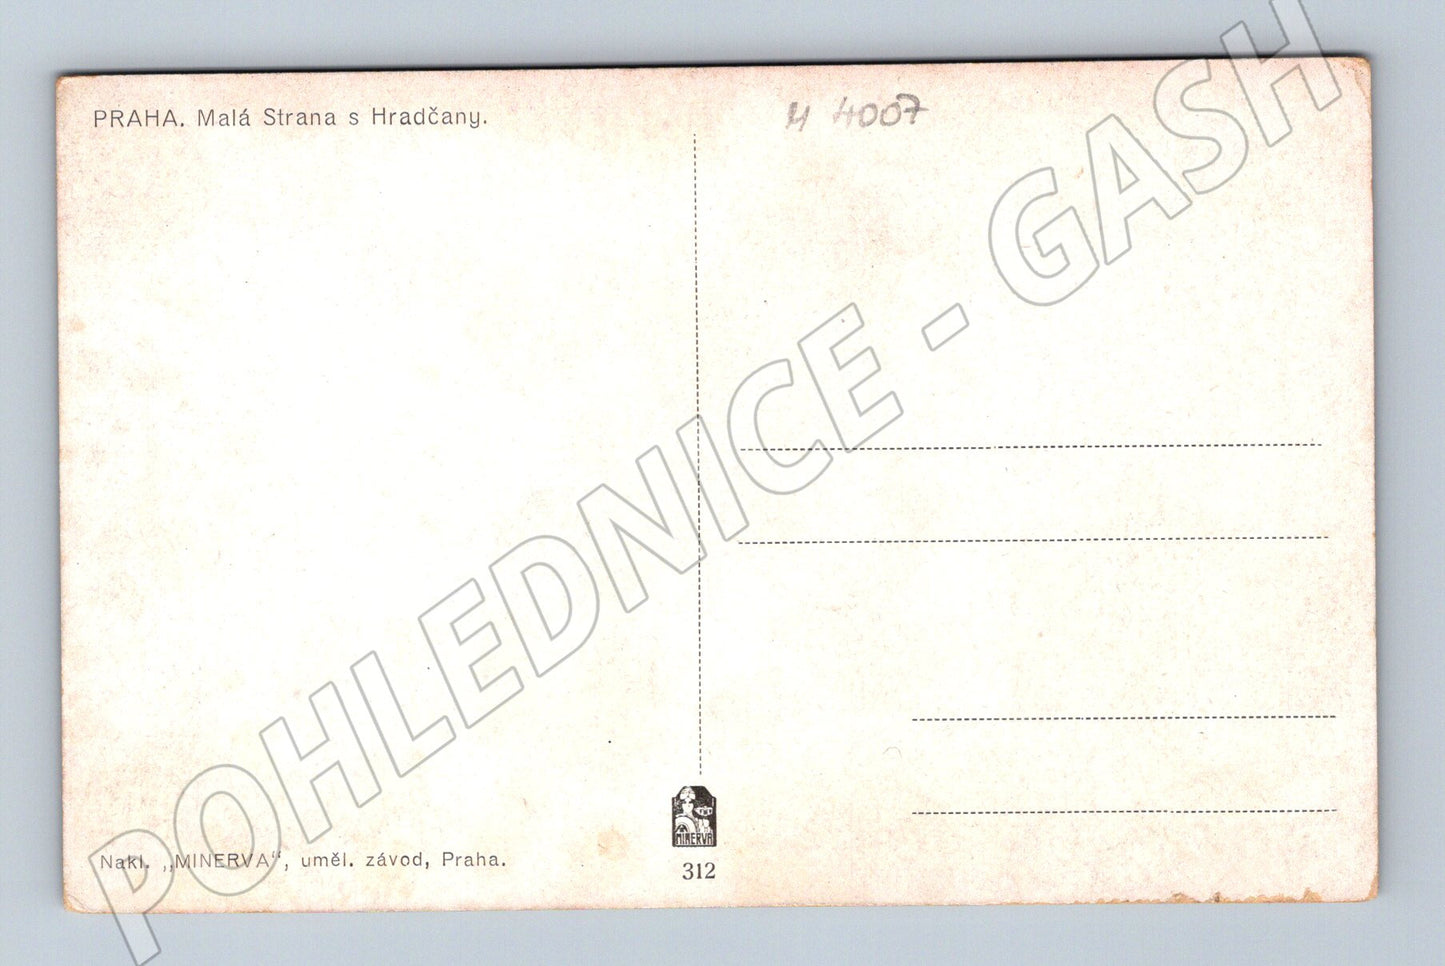 PRAHA. Malá Strana s Hradčany.
4007
POHLEDNICE - GASH
MINERVA
312
Nakl. „MINERVA“, uměl. závod, Praha.